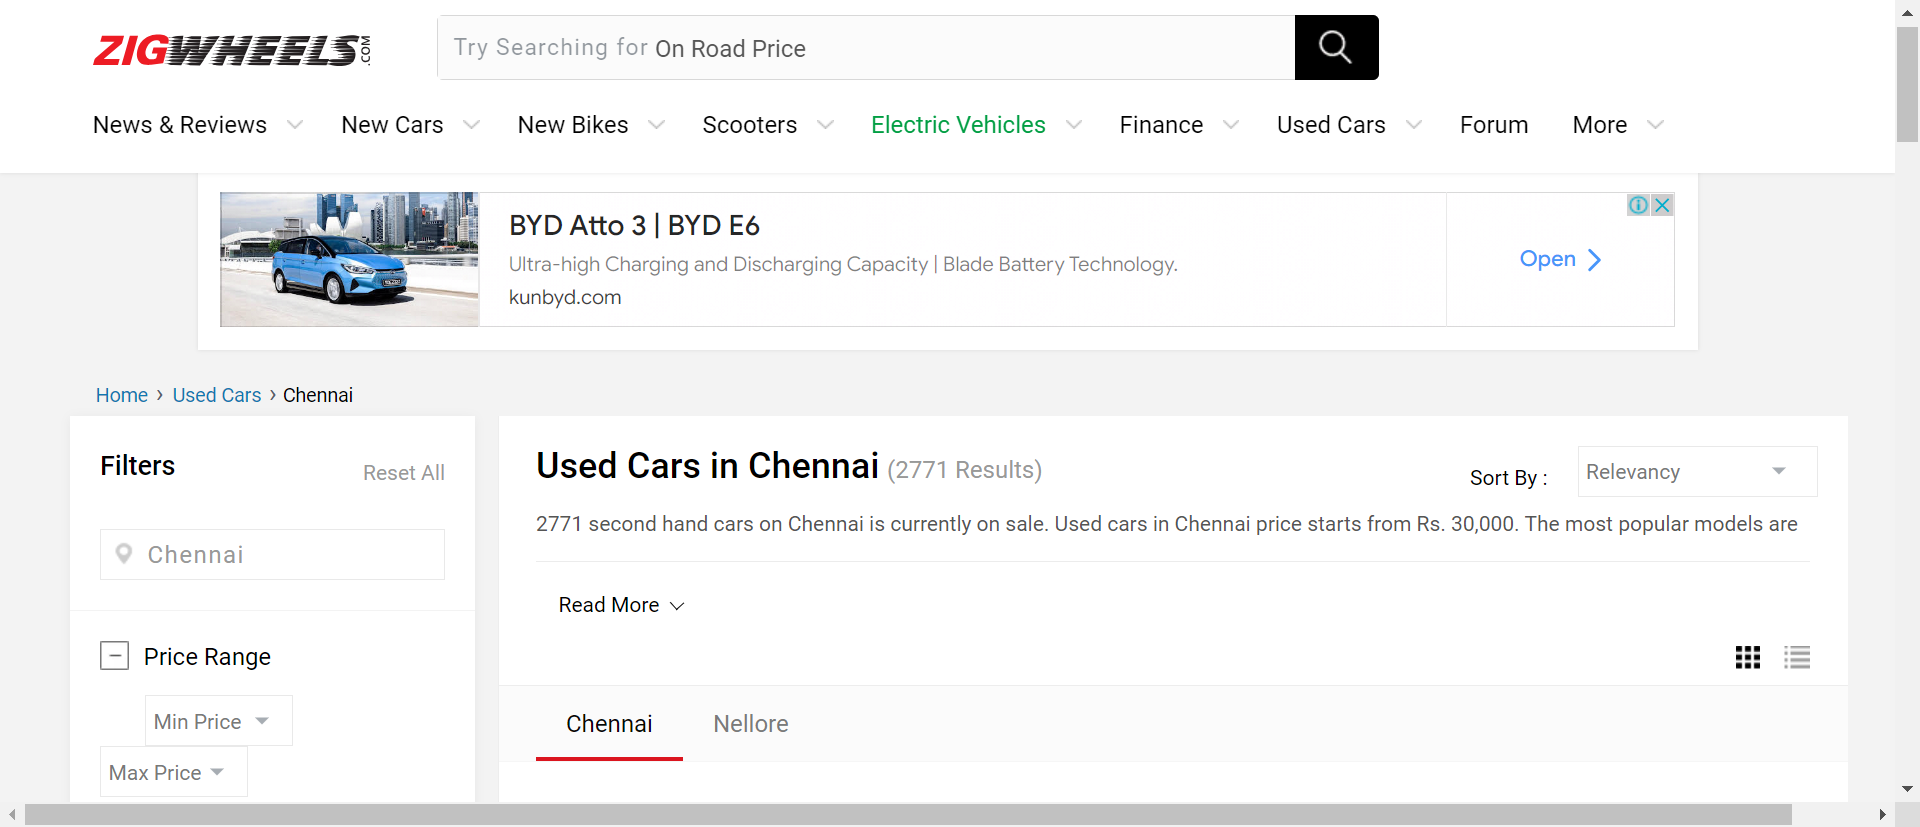 ZIGWHEELS.COM
Try Searching for On Road Price
News & Reviews New Cars New Bikes Scooters Electric Vehicles Finance Used Cars Forum More
BYD Atto 3 | BYD E6
Ultra-high Charging and Discharging Capacity | Blade Battery Technology.
kunbyd.com
Open
Home › Used Cars › Chennai
Filters
Reset All
Chennai
Price Range
Min Price
Max Price
Used Cars in Chennai (2771 Results)
Sort By :
Relevancy
2771 second hand cars on Chennai is currently on sale. Used cars in Chennai price starts from Rs. 30,000. The most popular models are
Read More
Chennai Nellore